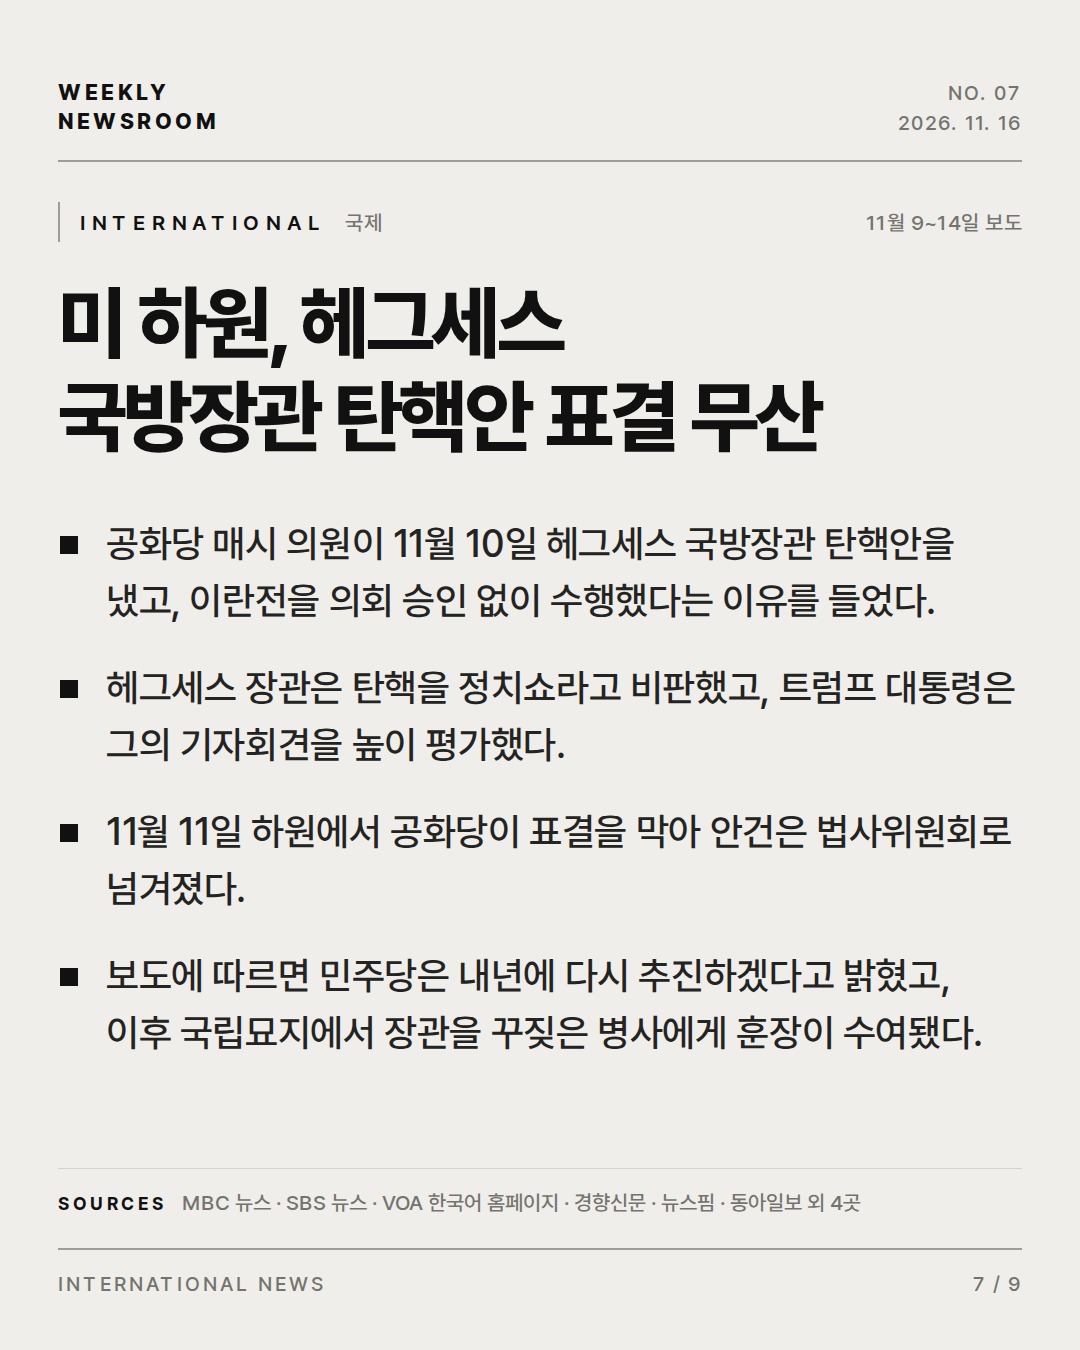 WEEKLY
NEWSROOM
NO. 07
2026. 11. 16
INTERNATIONAL 국제
11월 9~14일 보도
미 하원, 헤그세스
국방장관 탄핵안 표결 무산
공화당 매시 의원이 11월 10일 헤그세스 국방장관 탄핵안을
냈고, 이란전을 의회 승인 없이 수행했다는 이유를 들었다.
헤그세스 장관은 탄핵을 정치쇼라고 비판했고, 트럼프 대통령은
그의 기자회견을 높이 평가했다.
11월 11일 하원에서 공화당이 표결을 막아 안건은 법사위원회로
넘겨졌다.
보도에 따르면 민주당은 내년에 다시 추진하겠다고 밝혔고,
이후 국립묘지에서 장관을 꾸짖은 병사에게 훈장이 수여됐다.
SOURCES MBC 뉴스 · SBS 뉴스 · VOA 한국어 홈페이지 · 경향신문 · 뉴스핌 · 동아일보 외 4곳
INTERNATIONAL NEWS
7 / 9